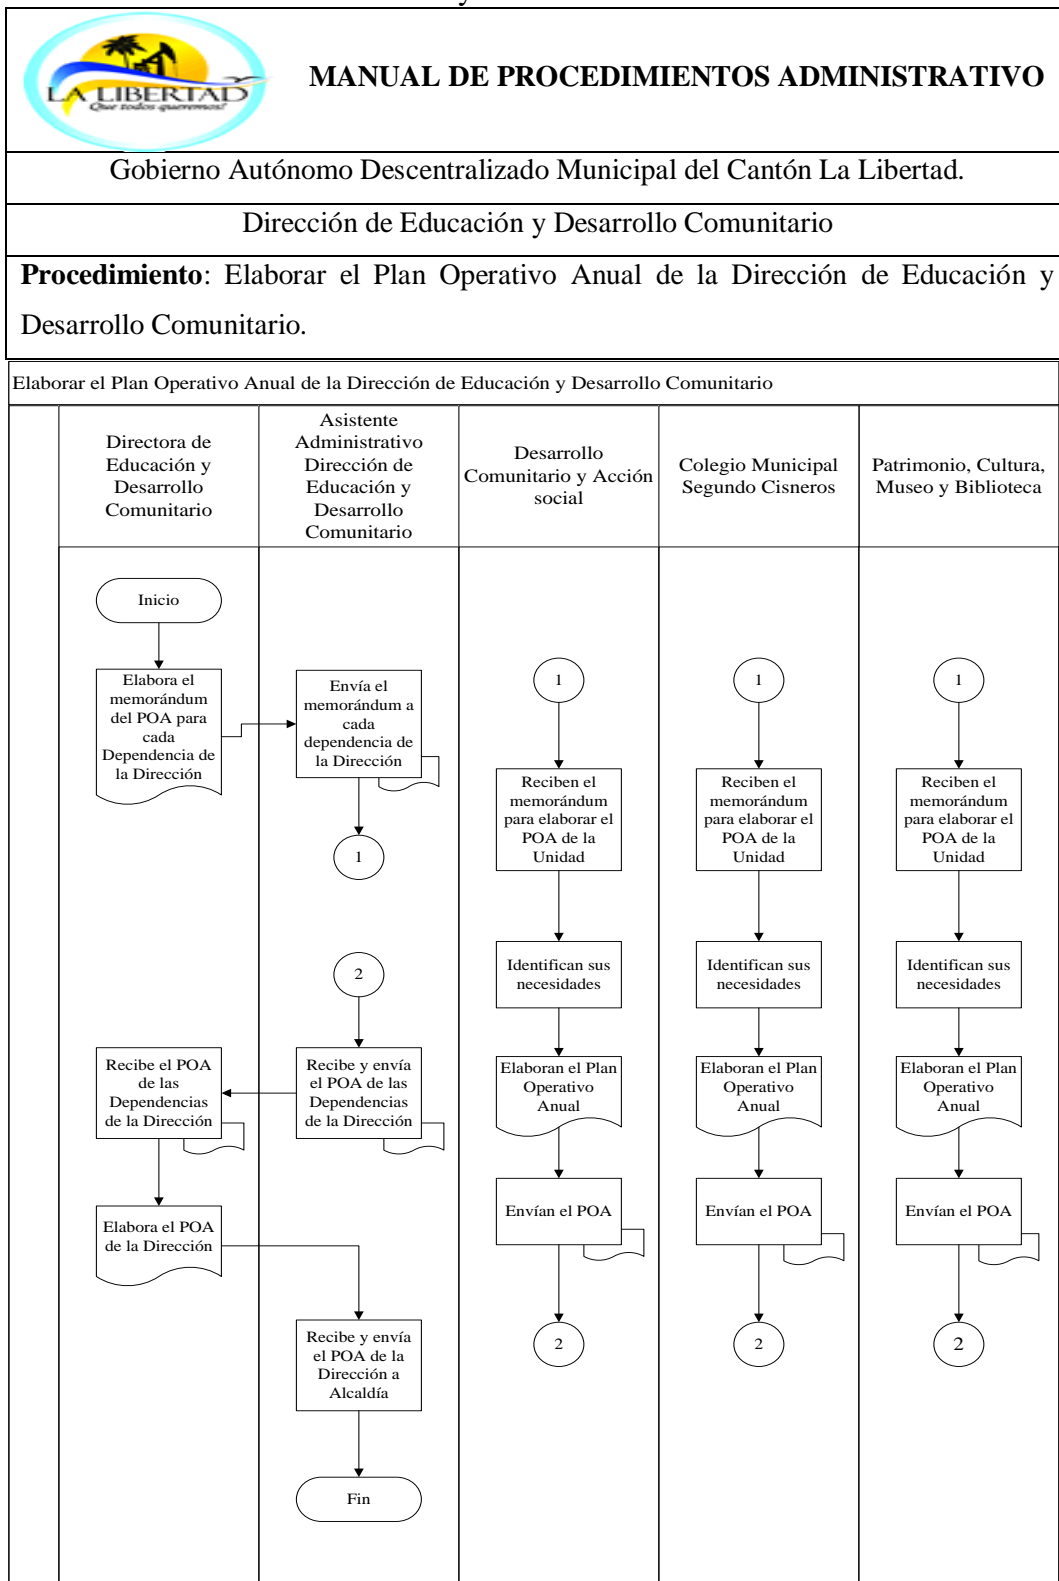 LA LIBERTAD
Que todos queremos!
MANUAL DE PROCEDIMIENTOS ADMINISTRATIVO
Gobierno Autónomo Descentralizado Municipal del Cantón La Libertad.
Dirección de Educación y Desarrollo Comunitario
Procedimiento: Elaborar el Plan Operativo Anual de la Dirección de Educación y
Desarrollo Comunitario.
Elaborar el Plan Operativo Anual de la Dirección de Educación y Desarrollo Comunitario
Directora de
Educación y
Desarrollo
Comunitario
Asistente
Administrativo
Dirección de
Educación y
Desarrollo
Comunitario
Desarrollo
Comunitario y Acción
social
Colegio Municipal
Segundo Cisneros
Patrimonio, Cultura,
Museo y Biblioteca
Inicio
Elabora el
memorándum
del POA para
cada
Dependencia de
la Dirección
Envía el
memorándum a
cada
dependencia de
la Dirección
1
2
Recibe y envía
el POA de las
Dependencias
de la Dirección
Recibe el POA
de las
Dependencias
de la Dirección
Elabora el POA
de la Dirección
Recibe y envía
el POA de la
Dirección a
Alcaldía
Fin
1
Reciben el
memorándum
para elaborar el
POA de la
Unidad
Identifican sus
necesidades
Elaboran el Plan
Operativo
Anual
Envían el POA
2
1
Reciben el
memorándum
para elaborar el
POA de la
Unidad
Identifican sus
necesidades
Elaboran el Plan
Operativo
Anual
Envían el POA
2
1
Reciben el
memorándum
para elaborar el
POA de la
Unidad
Identifican sus
necesidades
Elaboran el Plan
Operativo
Anual
Envían el POA
2